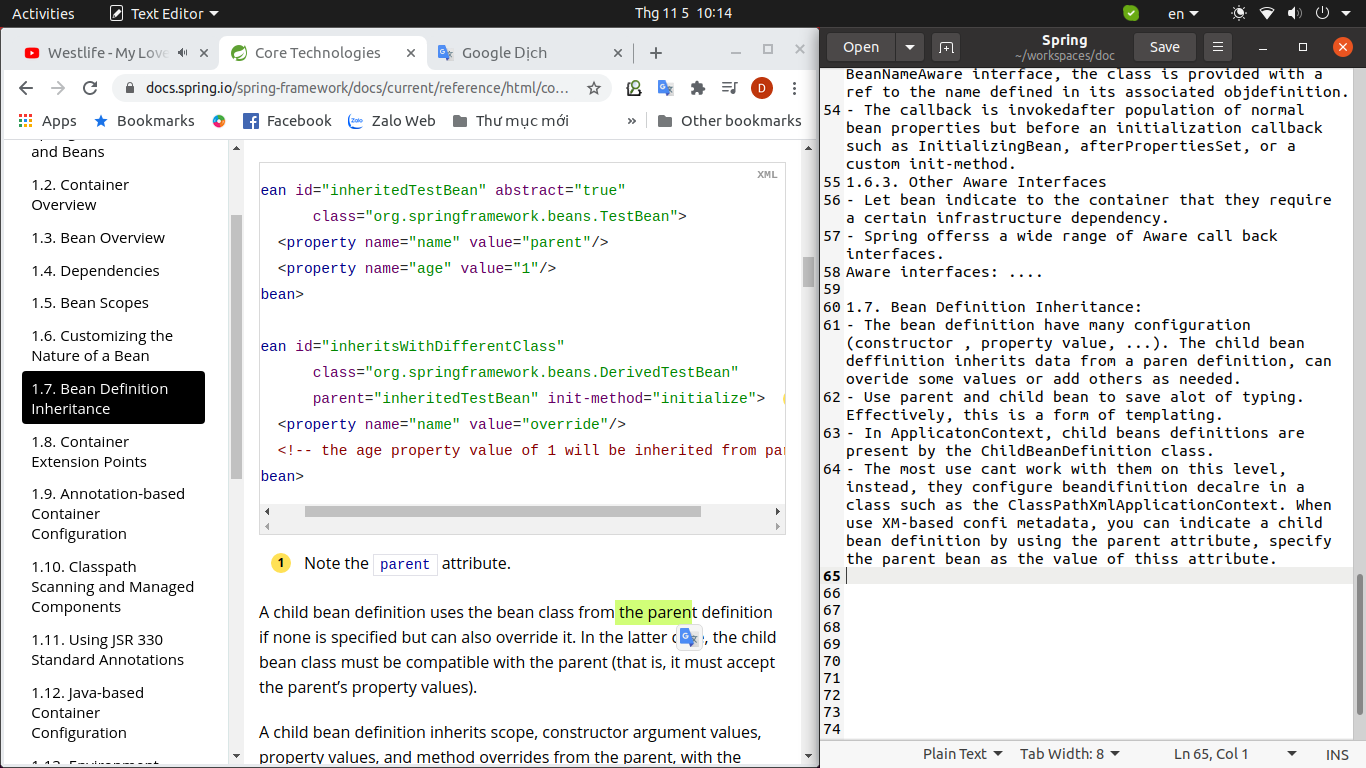 Activities
Text Editor
Thg 11 5 10:14
en
Westlife - My Love
Core Technologies
Google Dịch
docs.spring.io/spring-framework/docs/current/reference/html/co...
D
Apps
Bookmarks
Facebook
Zalo Web
Thư mục mới
»
Other bookmarks
and Beans
1.2. Container
Overview
1.3. Bean Overview
1.4. Dependencies
1.5. Bean Scopes
1.6. Customizing the
Nature of a Bean
1.7. Bean Definition
Inheritance
1.8. Container
Extension Points
1.9. Annotation-based
Container
Configuration
1.10. Classpath
Scanning and Managed
Components
1.11. Using JSR 330
Standard Annotations
1.12. Java-based
Container
Configuration
1.13. Environment
XML
ean id="inheritedTestBean" abstract="true"
class="org.springframework.beans.TestBean">
<property name="name" value="parent"/>
<property name="age" value="1"/>
bean>
ean id="inheritsWithDifferentClass"
class="org.springframework.beans.DerivedTestBean"
parent="inheritedTestBean" init-method="initialize">
<property name="name" value="override"/>
<!-- the age property value of 1 will be inherited from par
bean>
1 Note the parent attribute.
A child bean definition uses the bean class from the parent definition
if none is specified but can also override it. In the latter , the child
bean class must be compatible with the parent (that is, it must accept
the parent’s property values).
A child bean definition inherits scope, constructor argument values,
property values, and method overrides from the parent, with the
Open
Spring
~/workspaces/doc
Save
BeanNameAware interface, the class is provided with a
ref to the name defined in its associated objdefinition.
54 - The callback is invokedafter population of normal
bean properties but before an initialization callback
such as InitializingBean, afterPropertiesSet, or a
custom init-method.
55 1.6.3. Other Aware Interfaces
56 - Let bean indicate to the container that they require
a certain infrastructure dependency.
57 - Spring offerss a wide range of Aware call back
interfaces.
58 Aware interfaces: ....
59
60 1.7. Bean Definition Inheritance:
61 - The bean definition have many configuration
(constructor , property value, ...). The child bean
deffinition inherits data from a paren definition, can
overide some values or add others as needed.
62 - Use parent and child bean to save alot of typing.
Effectively, this is a form of templating.
63 - In ApplicatonContext, child beans definitions are
present by the ChildBeanDefinition class.
64 - The most use cant work with them on this level,
instead, they configure beandifinition decalre in a
class such as the ClassPathXmlApplicationContext. When
use XM-based confi metadata, you can indicate a child
bean definition by using the parent attribute, specify
the parent bean as the value of thiss attribute.
65
66
67
68
69
70
71
72
73
74
Plain Text
Tab Width: 8
Ln 65, Col 1
INS